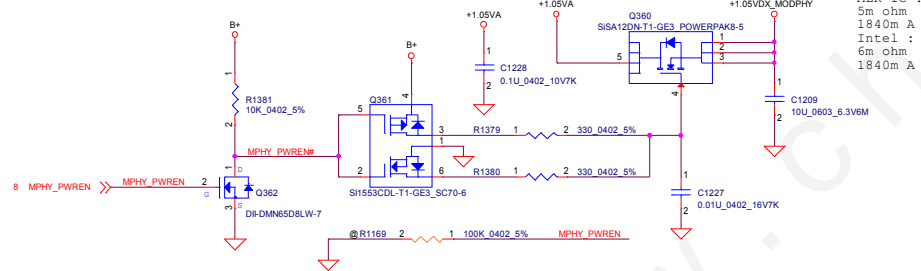 5m ohm
1840m A
Intel :
6m ohm
1840m A
+1.05VA
+1.05VA
Q360
SiSA12DN-T1-GE3_POWERPAK8-5
+1.05VDX_MODPHY
B+
B+
5
1
2
3
4
1
C1228
0.1U_0402_10V7K
2
1
R1381
10K_0402_5%
2
Q361
4
5
3
1
R1379
1
2
330_0402_5%
1
C1209
10U_0603_6.3V6M
2
MPHY_PWREN#
2
6
R1380
1
2
330_0402_5%
SI1553CDL-T1-GE3_SC70-6
8
MPHY_PWREN
MPHY_PWREN
2
G
1
D
Q362
3
S
DII-DMN65D8LW-7
1
C1227
0.01U_0402_16V7K
2
@R1169
2
1
100K_0402_5%
MPHY_PWREN